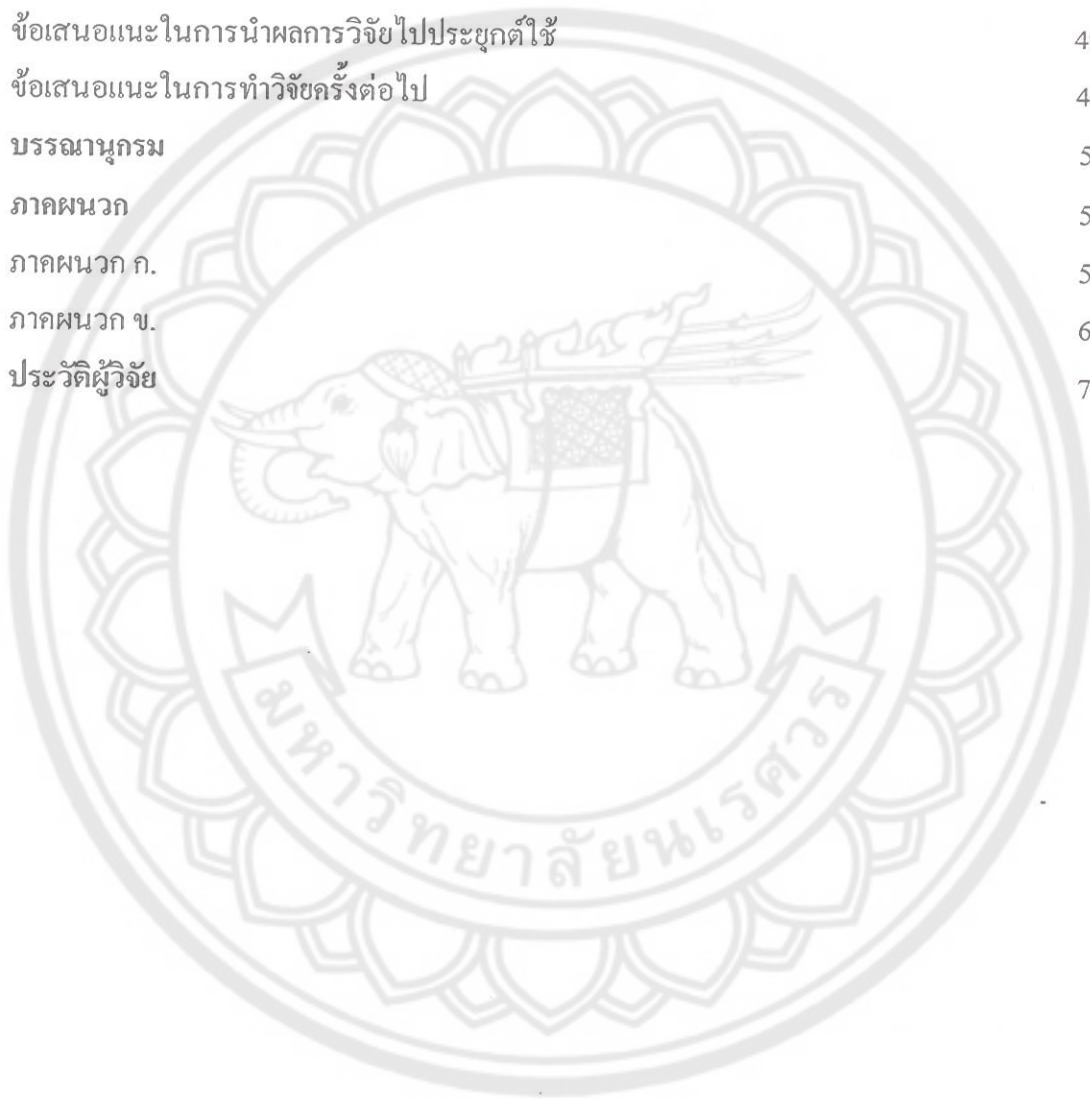 ข้อเสนอแนะในการนำผลการวิจัยไปประยุกต์ใช้ 4
ข้อเสนอแนะในการทำวิจัยครั้งต่อไป 4
บรรณานุกรม 5
ภาคผนวก 5
ภาคผนวก ก. 5
ภาคผนวก ข. 6
ประวัติผู้วิจัย 7
มหาวิทยาลัยนเรศวร